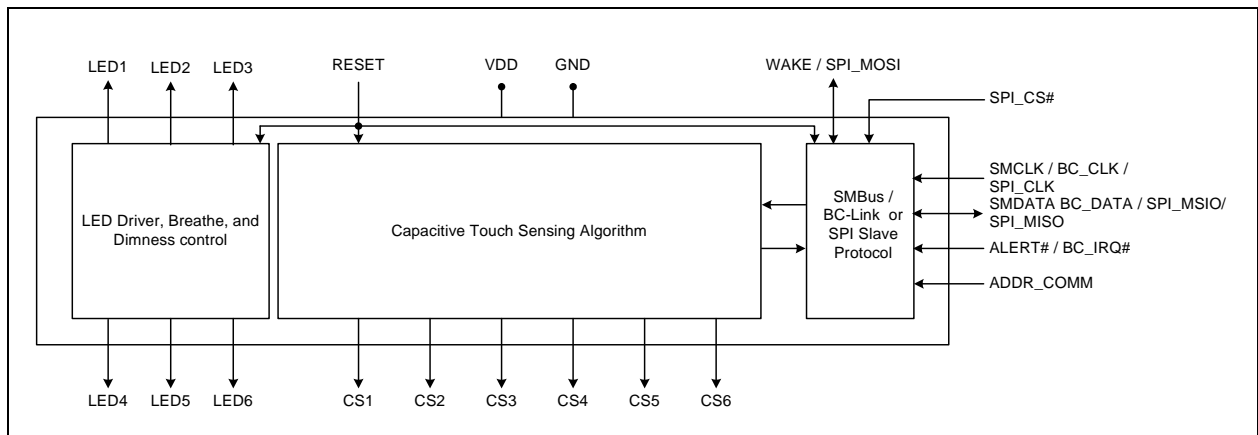 LED1
LED2
LED3
RESET
VDD
GND
WAKE / SPI_MOSI
SPI_CS#
LED Driver, Breathe, and
Dimness control
Capacitive Touch Sensing Algorithm
SMBus /
BC-Link or
SPI Slave
Protocol
SMCLK / BC_CLK /
SPI_CLK
SMDATA BC_DATA / SPI_MSIO/
SPI_MISO
ALERT# / BC_IRQ#
ADDR_COMM
LED4
LED5
LED6
CS1
CS2
CS3
CS4
CS5
CS6